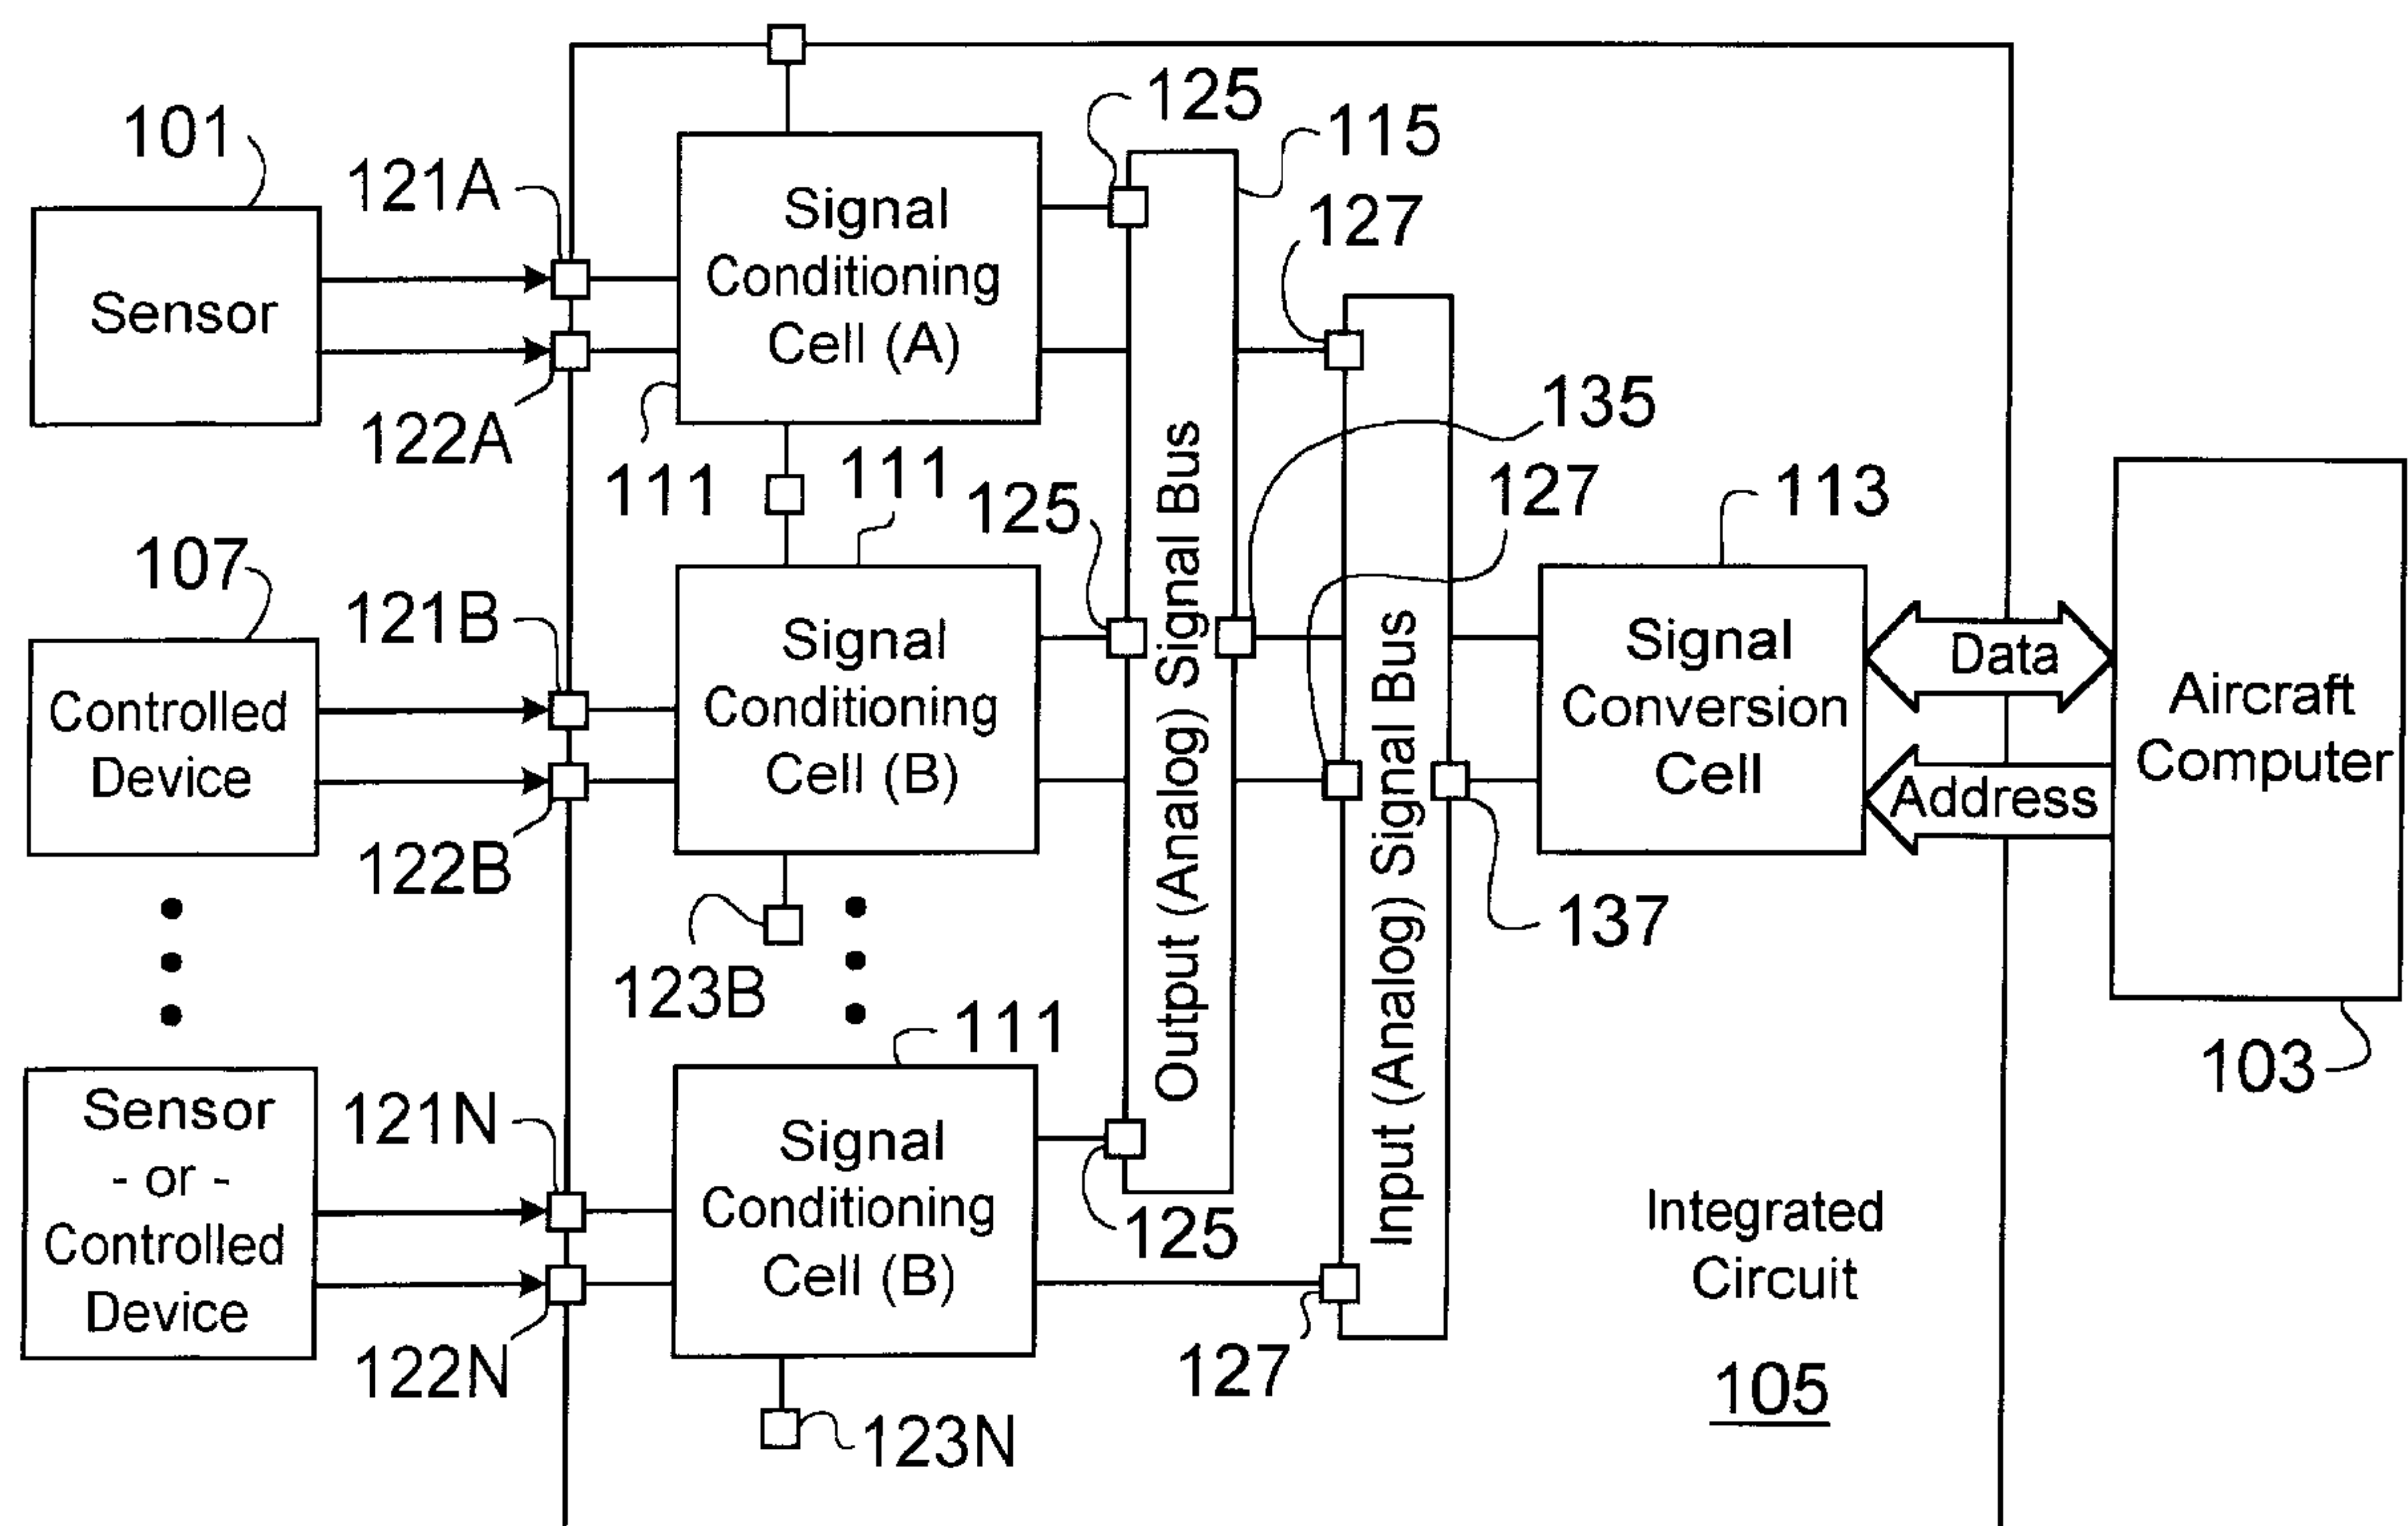 125
115
101
121A
127
Signal
Conditioning
Cell (A)
Sensor
122A
111
111
135
127
125
113
107
121B
Signal
Conditioning
Cell (B)
Controlled
Device
122B
123B
Output (Analog) Signal Bus
Input (Analog) Signal Bus
Signal
Conversion
Cell
Data
Address
Aircraft
Computer
137
103
111
Sensor
- or -
Controlled
Device
121N
122N
Signal
Conditioning
Cell (B)
125
127
123N
Integrated
Circuit
105